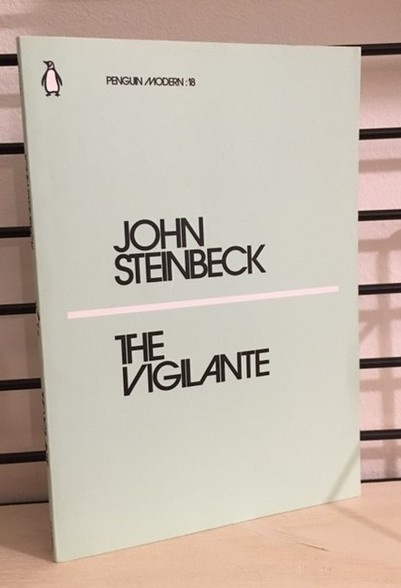 PENGUIN MODERN : 18
JOHN
STEINBECK
THE
VIGILANTE